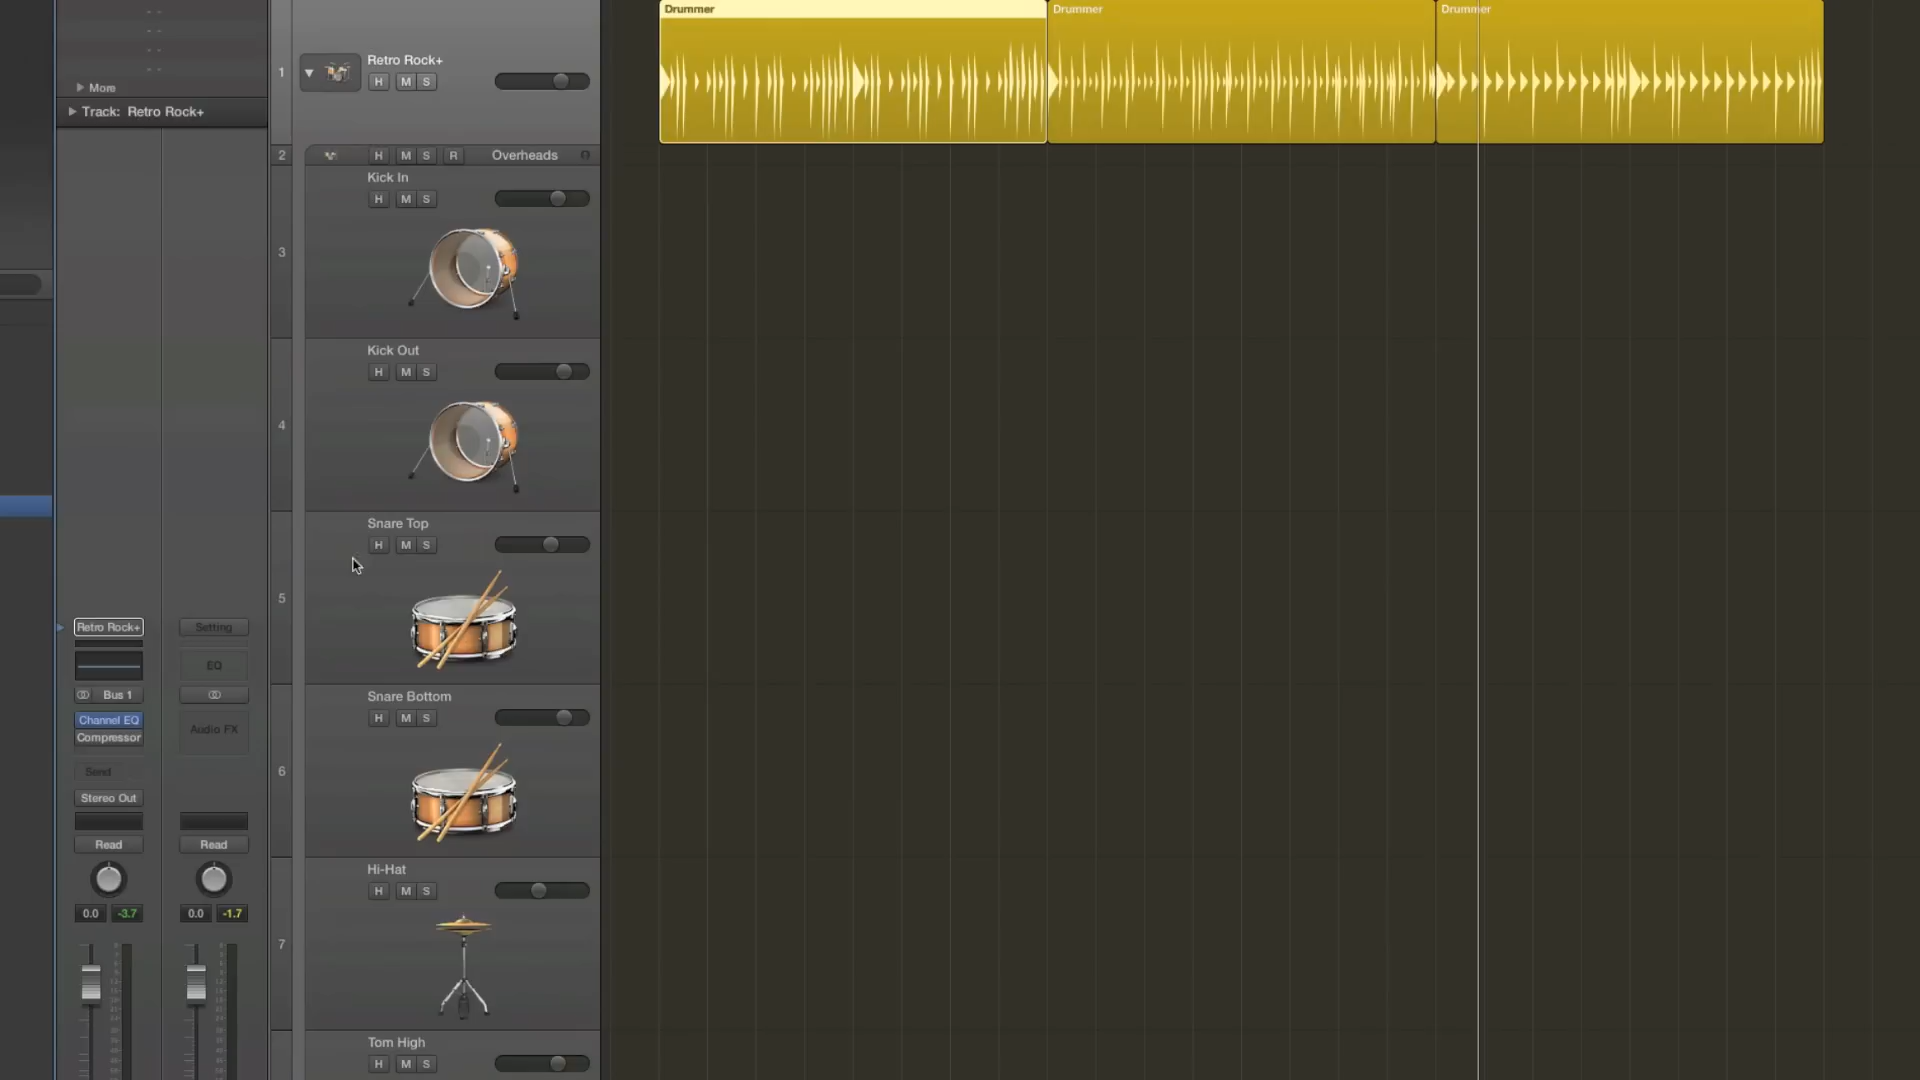 Drummer
Drummer
Drummer
More
Track: Retro Rock+
1
Retro Rock+
H M S
2
H M S R Overheads
Kick In
H M S
3
Kick Out
H M S
4
Snare Top
H M S
5
Retro Rock+
Setting
EQ
Bus 1
Channel EQ
Compressor
Audio FX
Send
Stereo Out
Read
Read
0.0 -3.7
0.0 -1.7
Snare Bottom
H M S
6
Hi-Hat
H M S
7
Tom High
H M S